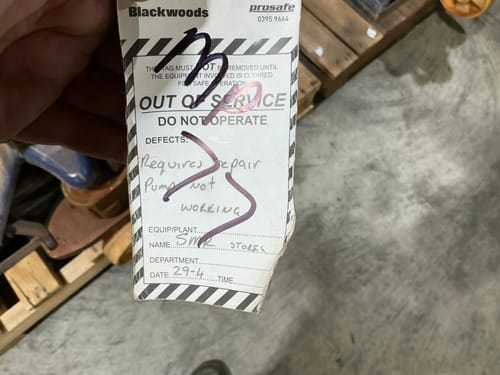 Blackwoods prosafe
0395 9664
THIS TAG MUST NOT BE REMOVED UNTIL
THE EQUIPMENT INVOLVED IS CLEARED
FOR SAFE OPERATION
OUT OF SERVICE
DO NOT OPERATE
DEFECTS:
Requires repair
Pump Not
WORKING
EQUIP/PLANT
NAME SMR STORES
DEPARTMENT
DATE 29-4 TIME